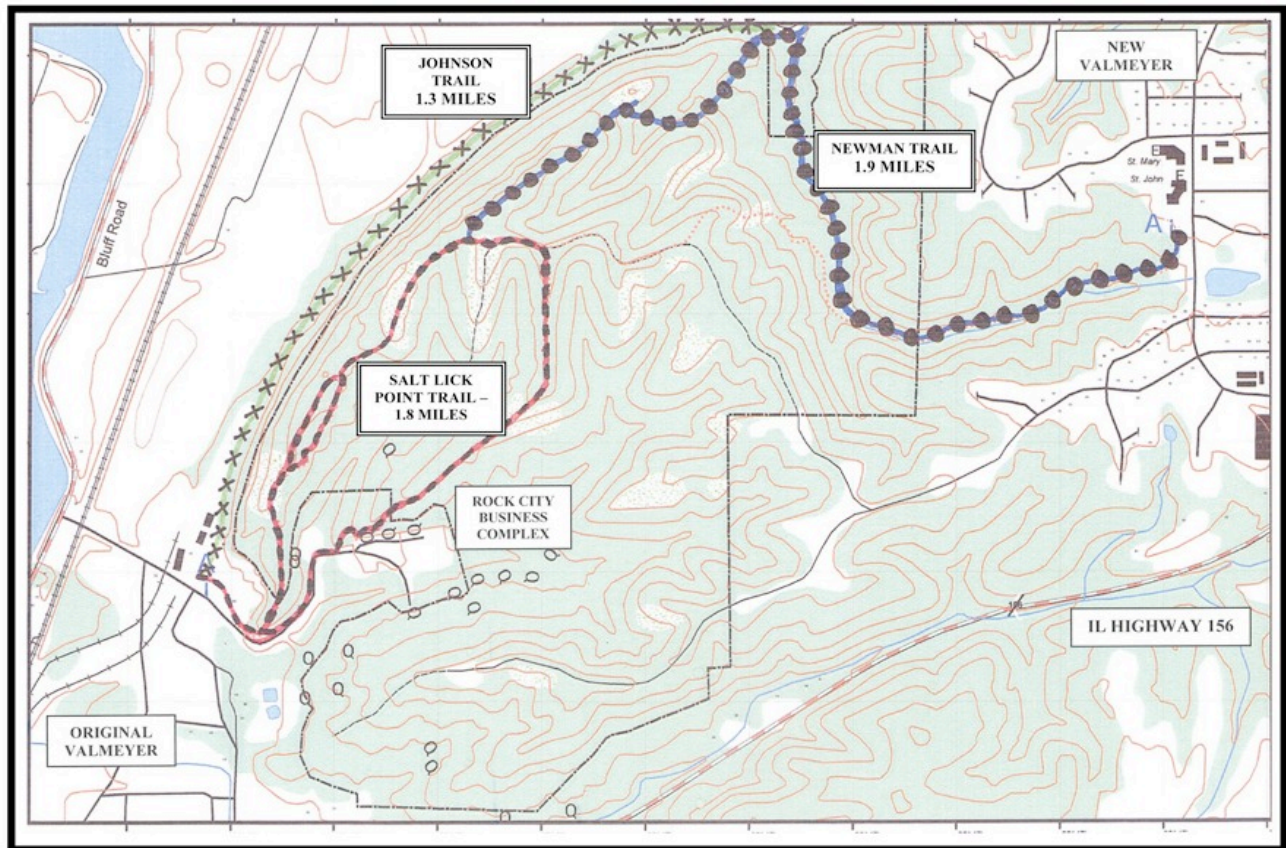 JOHNSON
TRAIL
1.3 MILES
NEW
VALMEYER
NEWMAN TRAIL
1.9 MILES
E
St. Mary
St. John
E
A
Bluff Road
SALT LICK
POINT TRAIL –
1.8 MILES
ROCK CITY
BUSINESS
COMPLEX
IL HIGHWAY 156
ORIGINAL
VALMEYER